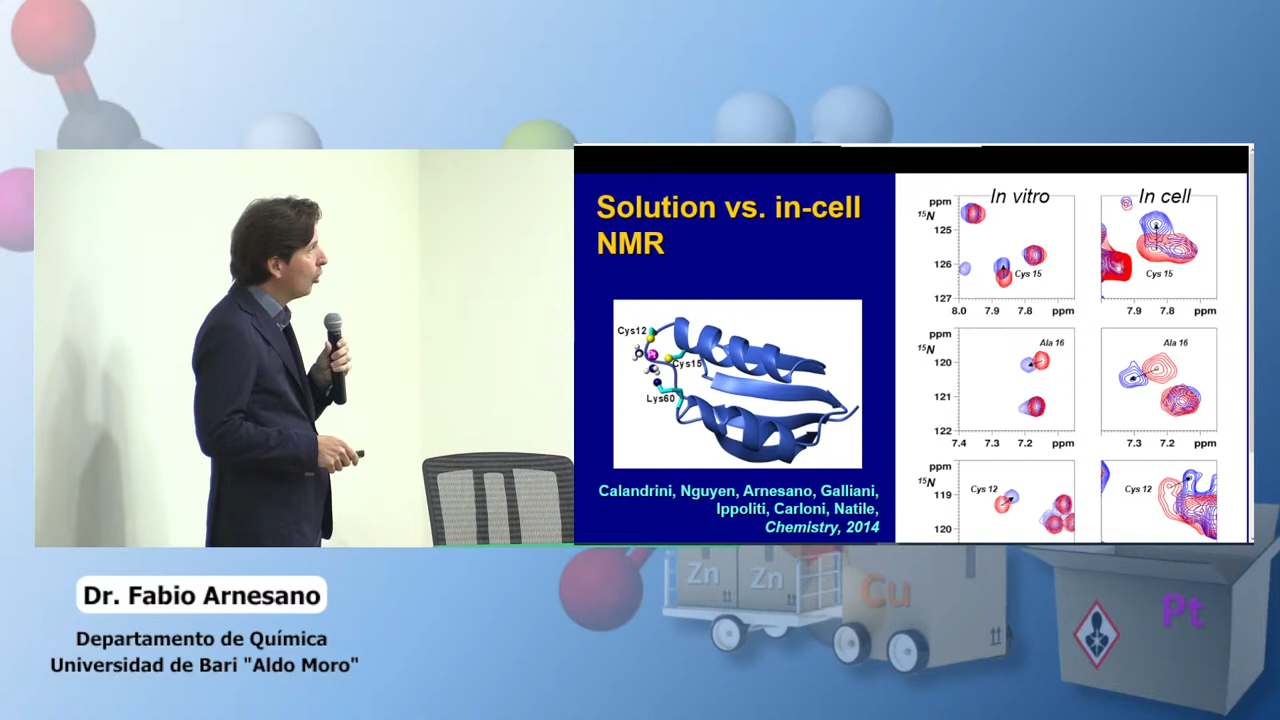 Solution vs. in-cell
NMR
Cys12
Pt
Cys15
Lys60
Calandrini, Nguyen, Arnesano, Galliani,
Ippoliti, Carloni, Natile,
Chemistry, 2014
In vitro
In cell
ppm
15N
125
126
127
Cys 15
Cys 15
8.0 7.9 7.8 ppm
7.9 7.8 ppm
ppm
15N
120
121
122
Ala 16
Ala 16
7.4 7.3 7.2 ppm
7.3 7.2 ppm
ppm
15N
119
120
Cys 12
Cys 12
Zn
Zn
Cu
Pt
Dr. Fabio Arnesano
Departamento de Química
Universidad de Bari "Aldo Moro"